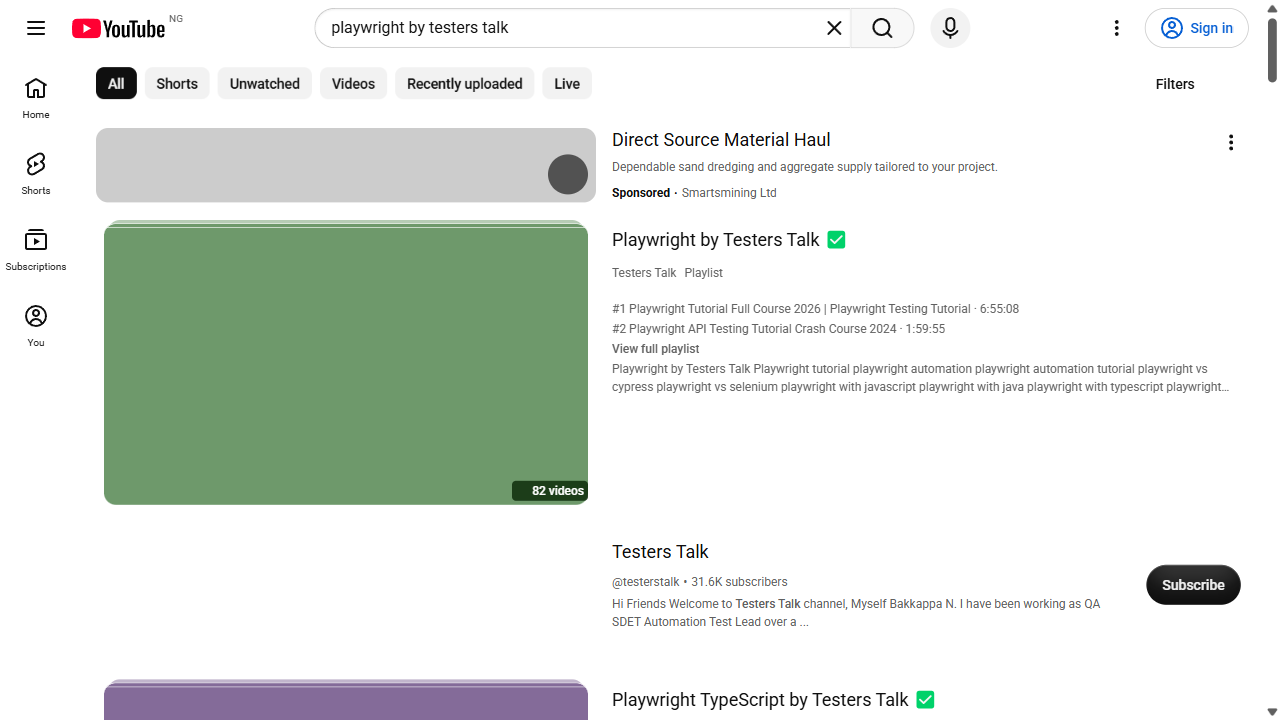 YouTube NG
playwright by testers talk
Sign in
All
Shorts
Unwatched
Videos
Recently uploaded
Live
Filters
Home
Shorts
Subscriptions
You
Direct Source Material Haul
Dependable sand dredging and aggregate supply tailored to your project.
Sponsored · Smartsmining Ltd
Playwright by Testers Talk ✅
Testers Talk Playlist
#1 Playwright Tutorial Full Course 2026 | Playwright Testing Tutorial · 6:55:08
#2 Playwright API Testing Tutorial Crash Course 2024 · 1:59:55
View full playlist
Playwright by Testers Talk Playwright tutorial playwright automation playwright automation tutorial playwright vs
cypress playwright vs selenium playwright with javascript playwright with java playwright with typescript playwright...
82 videos
Testers Talk
@testerstalk • 31.6K subscribers
Hi Friends Welcome to Testers Talk channel, Myself Bakkappa N. I have been working as QA
SDET Automation Test Lead over a ...
Subscribe
Playwright TypeScript by Testers Talk ✅